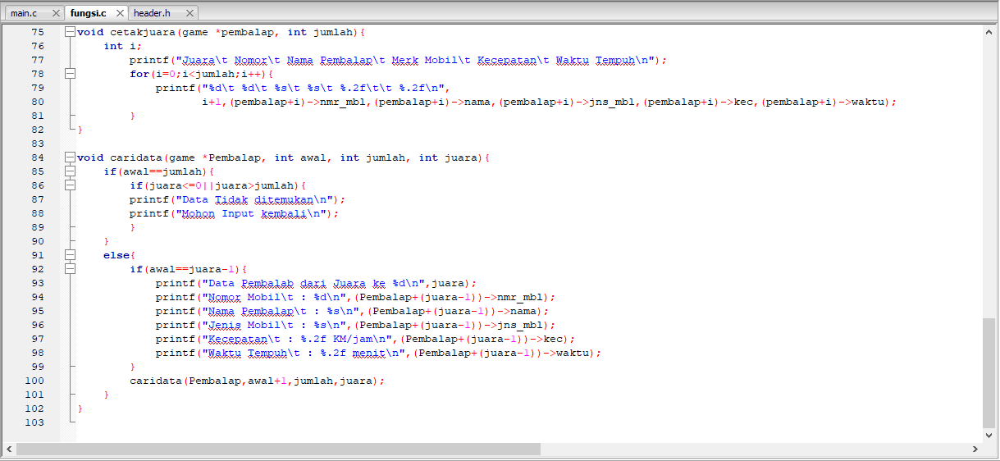 main.c fungsi.c header.h
75 void cetakjuara(game *pembalap, int jumlah){
76 int i;
77 printf("Juara\t Nomor\t Nama Pembalap\t Merk Mobil\t Kecepatan\t Waktu Tempuh\n");
78 for(i=0;i<jumlah;i++){
79 printf("%d\t %d\t %s\t %s\t %.2f\t\t %.2f\n",
80 i+1,(pembalap+i)->nmr_mbl,(pembalap+i)->nama,(pembalap+i)->jns_mbl,(pembalap+i)->kec,(pembalap+i)->waktu);
81 }
82 }
83
84 void caridata(game *Pembalap, int awal, int jumlah, int juara){
85 if(awal==jumlah){
86 if(juara<=0||juara>jumlah){
87 printf("Data Tidak ditemukan\n");
88 printf("Mohon Input kembali\n");
89 }
90 }
91 else{
92 if(awal==juara-1){
93 printf("Data Pembalab dari Juara ke %d\n",juara);
94 printf("Nomor Mobil\t : %d\n",(Pembalap+(juara-1))->nmr_mbl);
95 printf("Nama Pembalap\t : %s\n",(Pembalap+(juara-1))->nama);
96 printf("Jenis Mobil\t : %s\n",(Pembalap+(juara-1))->jns_mbl);
97 printf("Kecepatan\t : %.2f KM/jam\n",(Pembalap+(juara-1))->kec);
98 printf("Waktu Tempuh\t : %.2f menit\n",(Pembalap+(juara-1))->waktu);
99 }
100 caridata(Pembalap,awal+1,jumlah,juara);
101 }
102 }
103